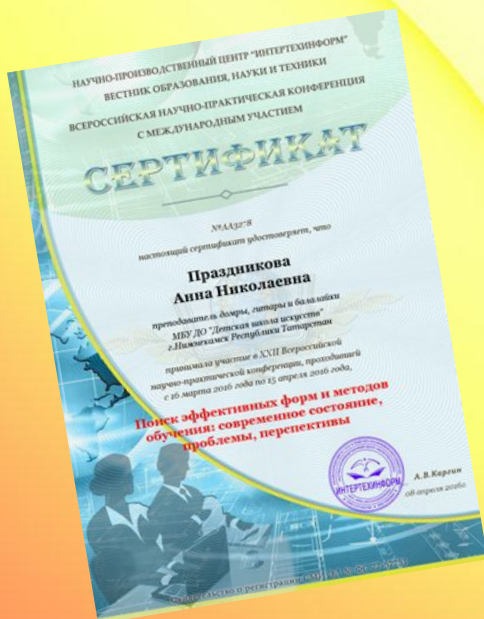 НАУЧНО-ПРОИЗВОДСТВЕННЫЙ ЦЕНТР "ИНТЕРТЕХИНФОРМ"
ВЕСТНИК ОБРАЗОВАНИЯ, НАУКИ И ТЕХНИКИ
ВСЕРОССИЙСКАЯ НАУЧНО-ПРАКТИЧЕСКАЯ КОНФЕРЕНЦИЯ
С МЕЖДУНАРОДНЫМ УЧАСТИЕМ
СЕРТИФИКАТ
настоящий сертификат удостоверяет, что
Праздникова
Анна Николаевна
преподаватель домры, гитары и балалайки
МБУ ДО "Детская школа искусств"
г.Нижнекамск Республики Татарстан
принимала участие в XXII Всероссийской
научно-практической конференции, проходившей
с 16 марта 2016 года по 15 апреля 2016 года,
Поиск эффективных форм и методов
обучения: современное состояние,
проблемы, перспективы
ИНТЕРТЕХИНФОРМ
А.В.Каргин
08 апреля 2016г.